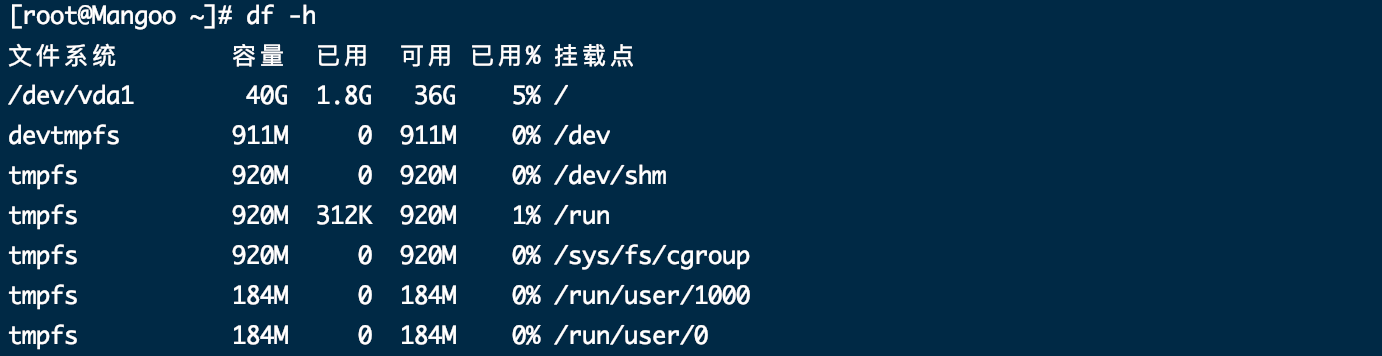 [root@Mangoo ~]# df -h
文件系统        容量  已用  可用 已用% 挂载点
/dev/vda1        40G  1.8G   36G    5% /
devtmpfs        911M     0  911M    0% /dev
tmpfs           920M     0  920M    0% /dev/shm
tmpfs           920M  312K  920M    1% /run
tmpfs           920M     0  920M    0% /sys/fs/cgroup
tmpfs           184M     0  184M    0% /run/user/1000
tmpfs           184M     0  184M    0% /run/user/0